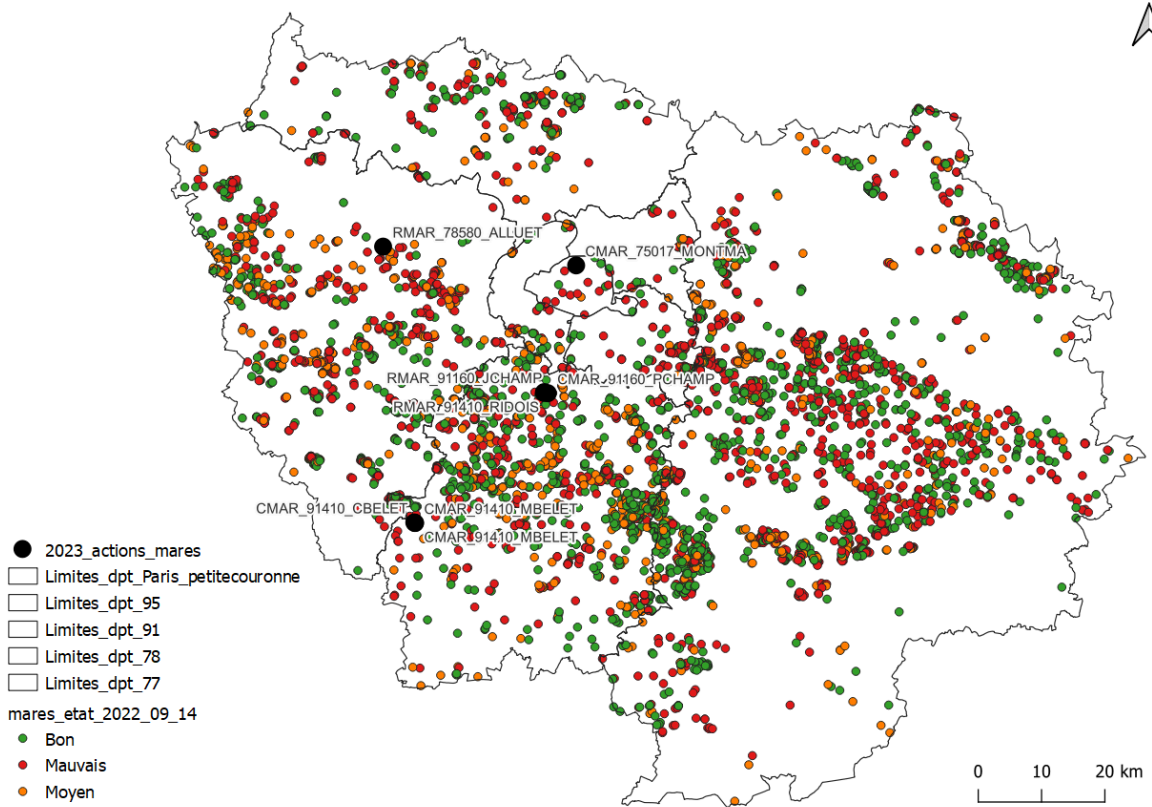 RMAR_78580_ALLUET
CMAR_75017_MONTMA
RMAR_91160_JCHAMP
CMAR_91160_PCHAMP
RMAR_91410_RIDOIS
CMAR_91410_CBELET
CMAR_91410_MBELET
CMAR_91410_MBELET
2023_actions_mares
Limites_dpt_Paris_petitecouronne
Limites_dpt_95
Limites_dpt_91
Limites_dpt_78
Limites_dpt_77
mares_etat_2022_09_14
Bon
Mauvais
Moyen
0 10 20 km